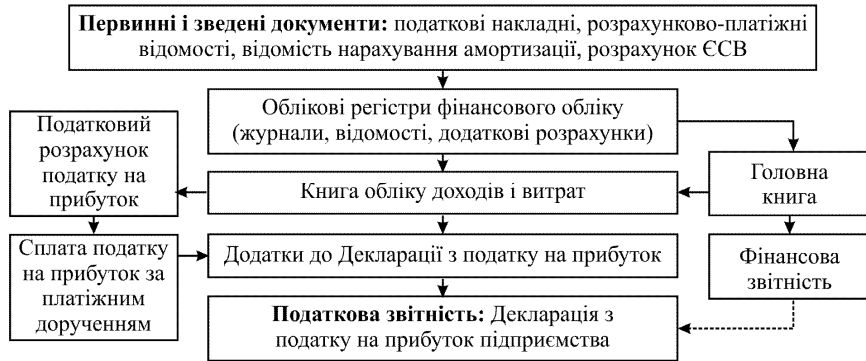 Первинні і зведені документи: податкові накладні, розрахунково-платіжні
відомості, відомість нарахування амортизації, розрахунок ЄСВ
Облікові регістри фінансового обліку
(журнали, відомості, додаткові розрахунки)
Податковий
розрахунок
податку на
прибуток
Книга обліку доходів і витрат
Головна
книга
Сплата податку
на прибуток за
платіжним
дорученням
Додатки до Декларації з податку на прибуток
Фінансова
звітність
Податкова звітність: Декларація з
податку на прибуток підприємства